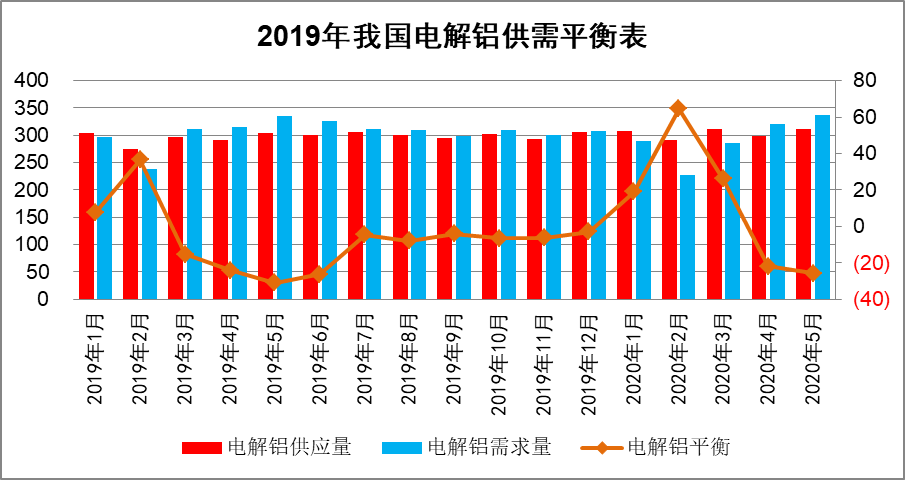 2019年我国电解铝供需平衡表
400
350
300
250
200
150
100
50
0
80
60
40
20
0
(20)
(40)
2019年1月
2019年2月
2019年3月
2019年4月
2019年5月
2019年6月
2019年7月
2019年8月
2019年9月
2019年10月
2019年11月
2019年12月
2020年1月
2020年2月
2020年3月
2020年4月
2020年5月
电解铝供应量 电解铝需求量 电解铝平衡